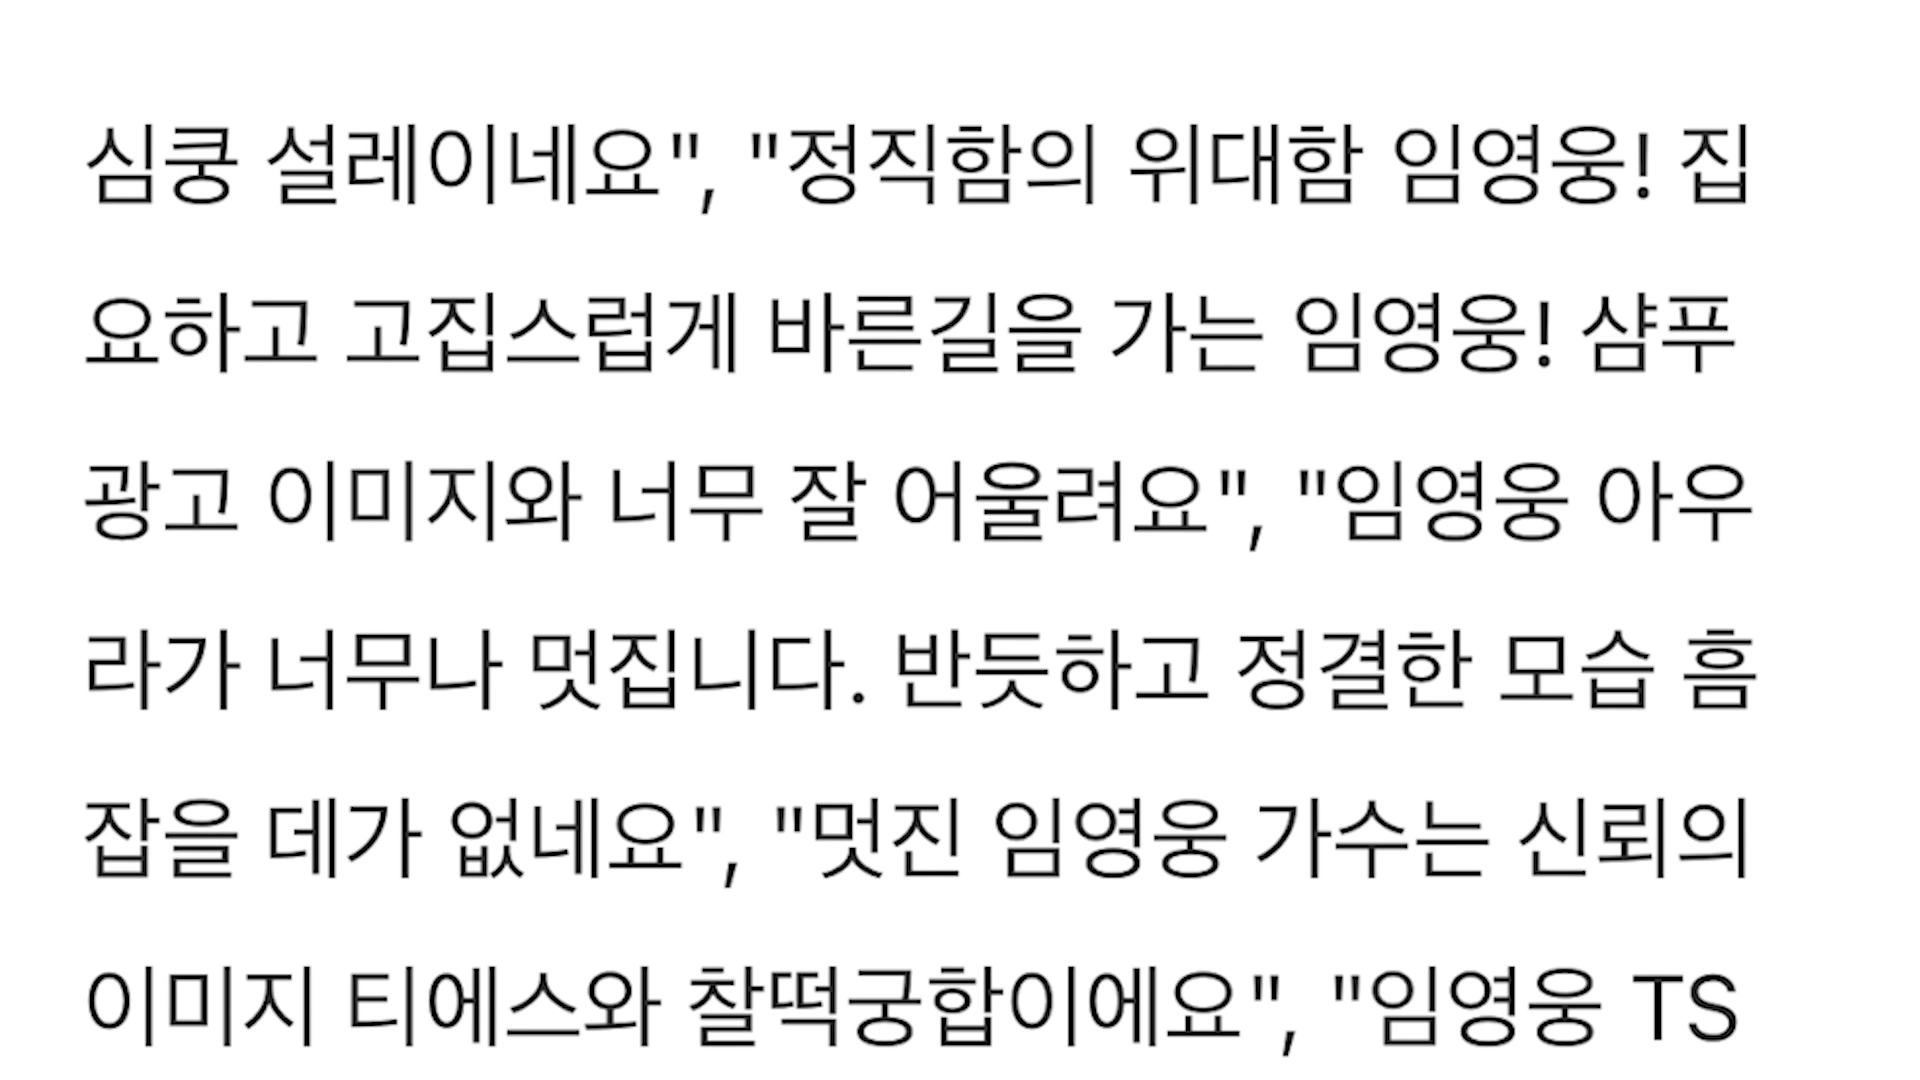 심쿵 설레이네요", "정직함의 위대함 임영웅! 집
요하고 고집스럽게 바른길을 가는 임영웅! 샴푸
광고 이미지와 너무 잘 어울려요", "임영웅 아우
라가 너무나 멋집니다. 반듯하고 정결한 모습 흠
잡을 데가 없네요", "멋진 임영웅 가수는 신뢰의
이미지 티에스와 찰떡궁합이에요", "임영웅 TS